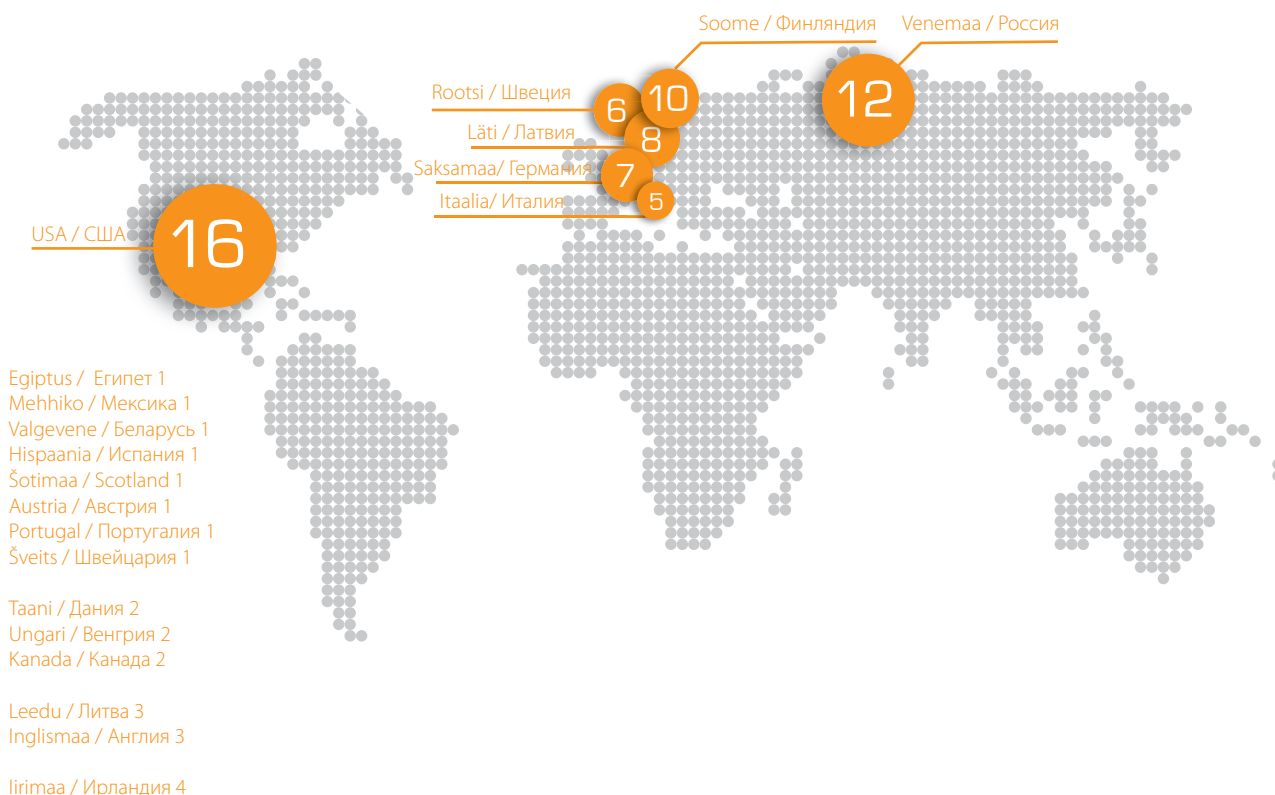 Soome / Финляндия
Venemaa / Россия
12
10
Rootsi / Швеция
6
Läti / Латвия
8
Saksamaa/ Германия
7
Itaalia/ Италия
5
USA / США
16
Egiptus / Египет 1
Mehhiko / Мексика 1
Valgevene / Беларусь 1
Hispaania / Испания 1
Šotimaa / Scotland 1
Austria / Австрия 1
Portugal / Португалия 1
Šveits / Швейцария 1
Taani / Дания 2
Ungari / Венгрия 2
Kanada / Канада 2
Leedu / Литва 3
Inglismaa / Англия 3
Iirimaa / Ирландия 4